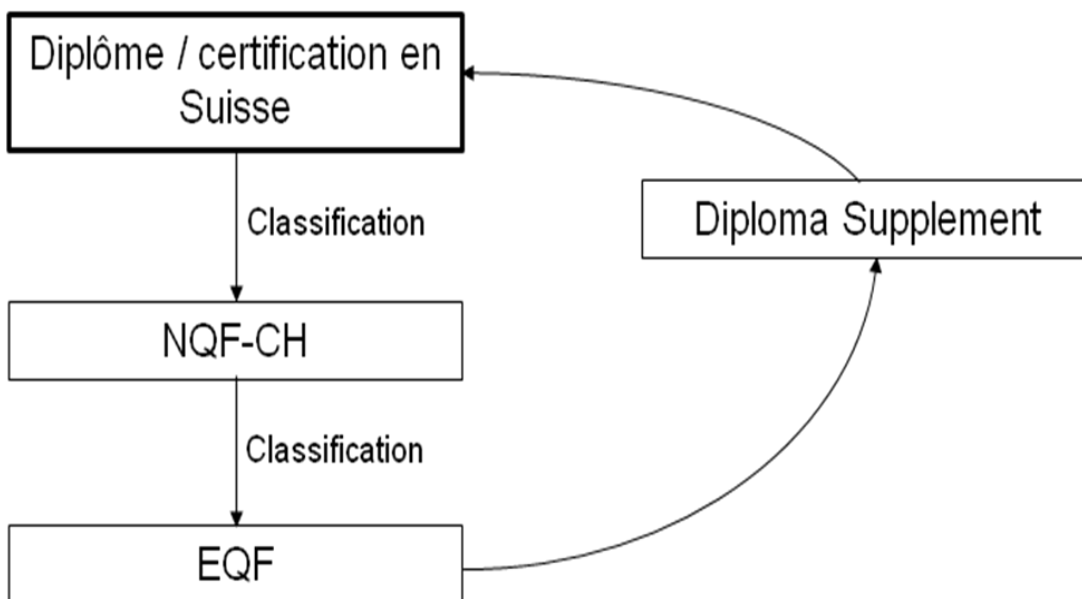 Diplôme / certification en
Suisse
Classification
Diploma Supplement
NQF-CH
Classification
EQF